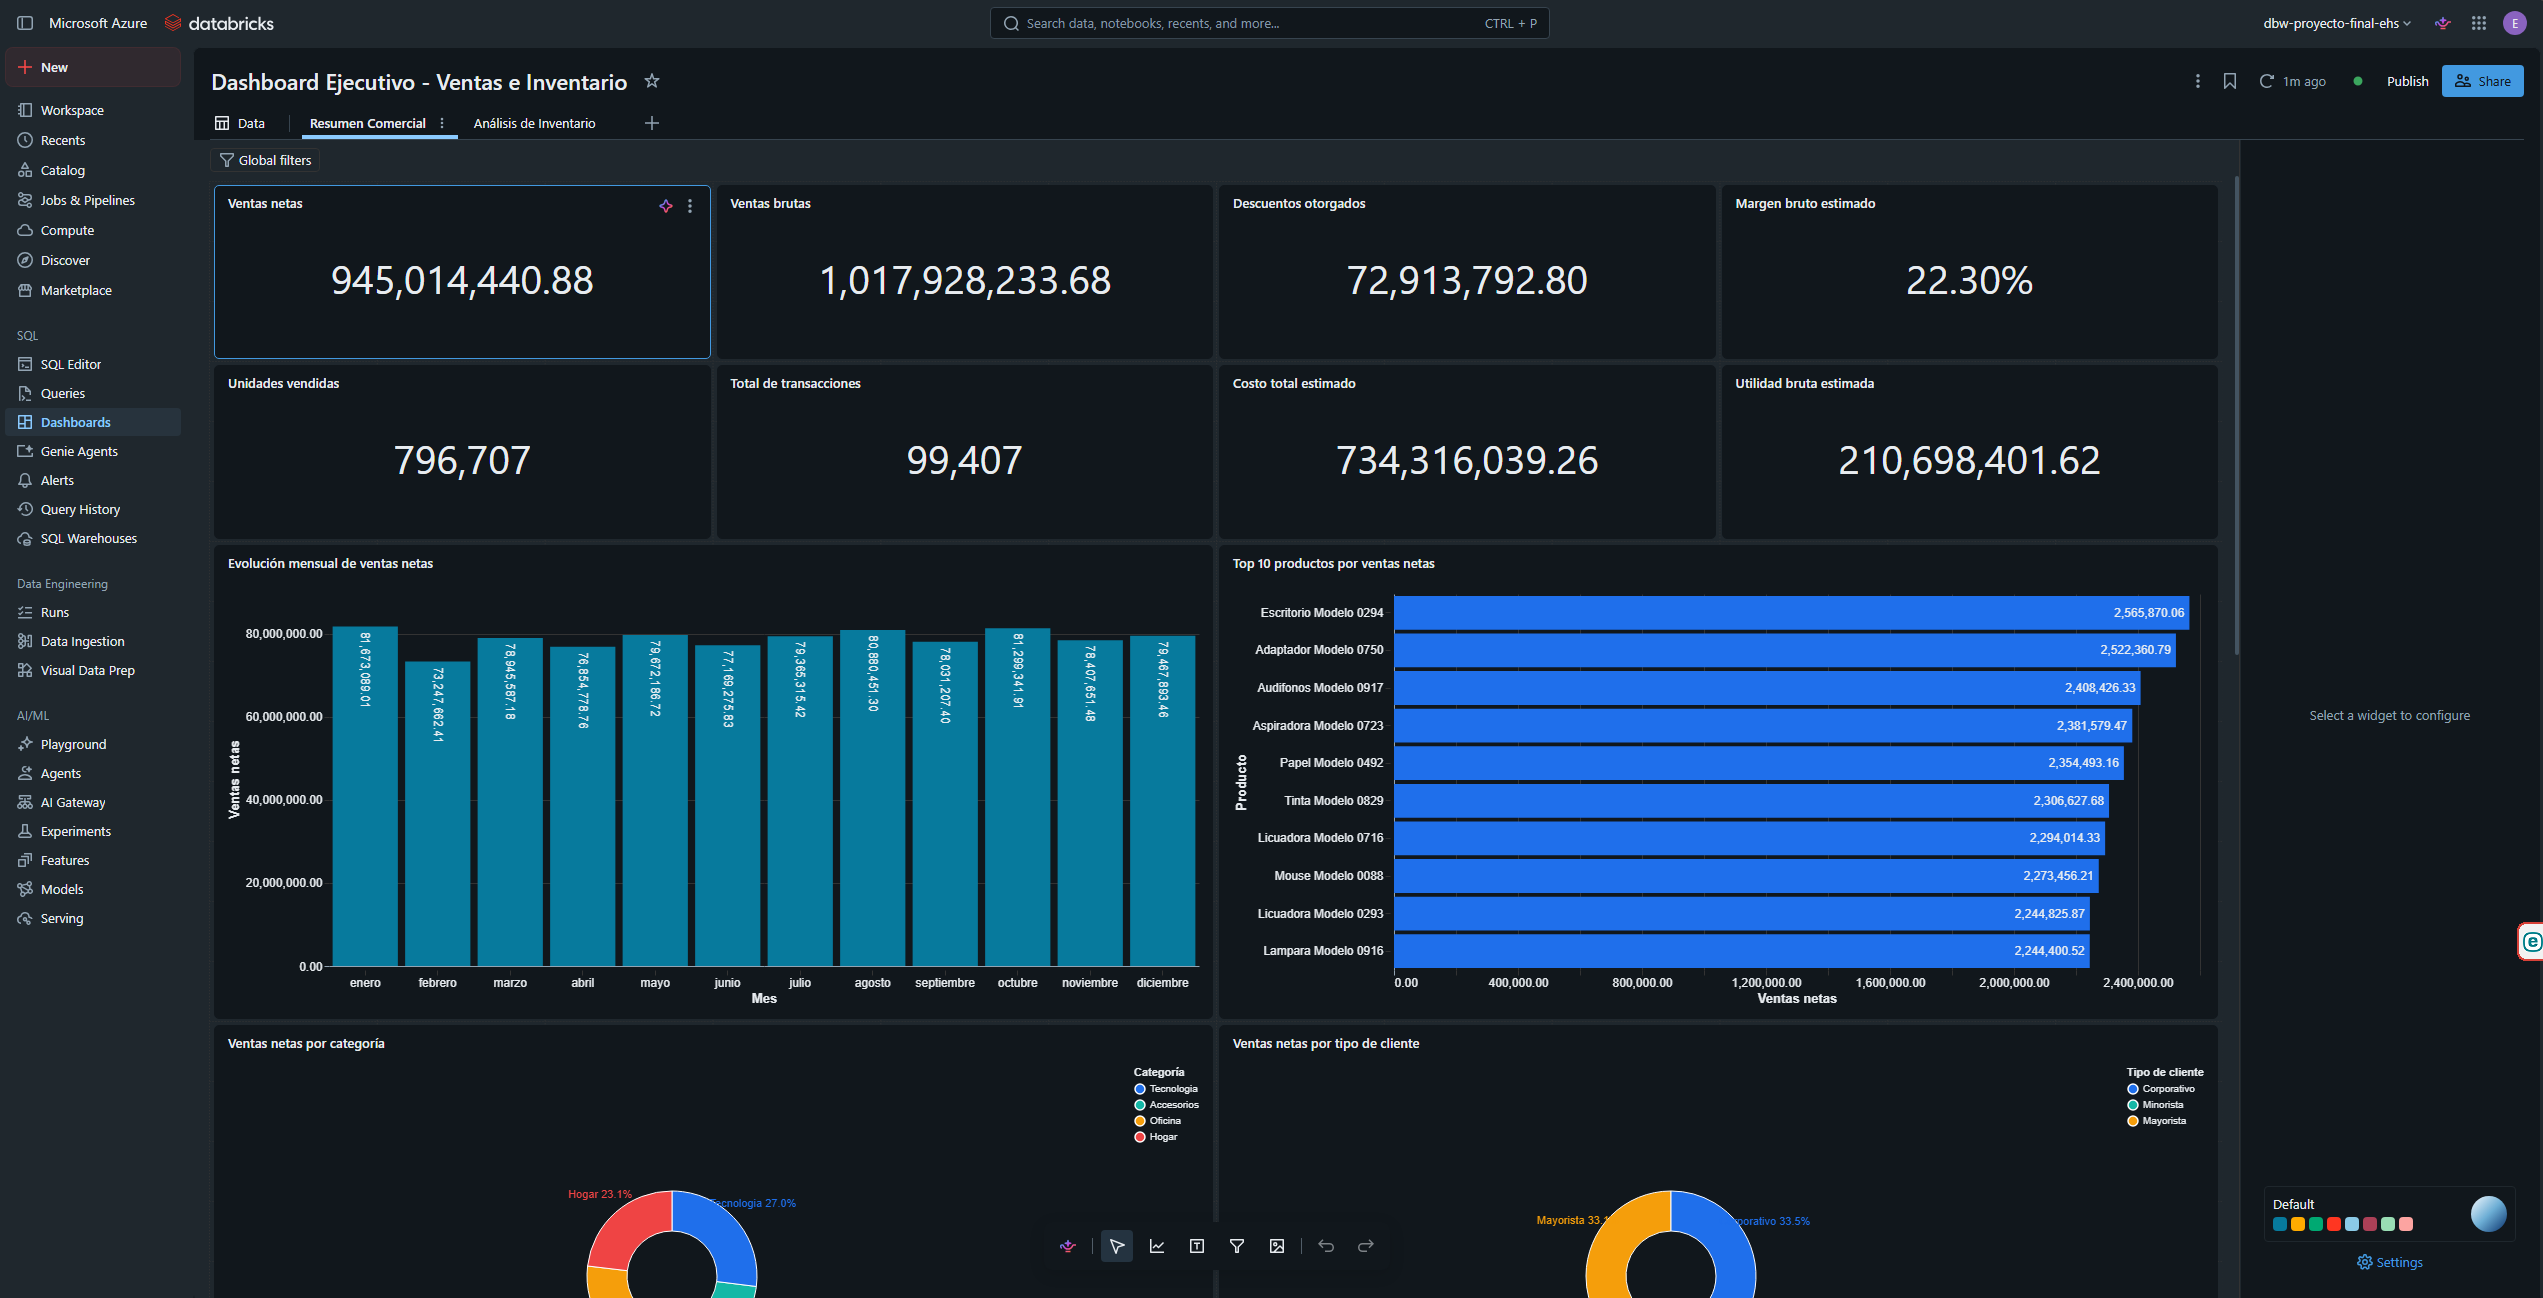 Microsoft Azure databricks
Search data, notebooks, recents, and more... CTRL + P
dbw-proyecto-final-ehs E
New
Workspace
Recents
Catalog
Jobs & Pipelines
Compute
Discover
Marketplace
SQL
SQL Editor
Queries
Dashboards
Genie Agents
Alerts
Query History
SQL Warehouses
Data Engineering
Runs
Data Ingestion
Visual Data Prep
AI/ML
Playground
Agents
AI Gateway
Experiments
Features
Models
Serving
Dashboard Ejecutivo - Ventas e Inventario
1m ago Publish Share
Data Resumen Comercial Análisis de Inventario
Global filters
Ventas netas
945,014,440.88
Ventas brutas
1,017,928,233.68
Descuentos otorgados
72,913,792.80
Margen bruto estimado
22.30%
Unidades vendidas
796,707
Total de transacciones
99,407
Costo total estimado
734,316,039.26
Utilidad bruta estimada
210,698,401.62
Evolución mensual de ventas netas
Ventas netas
80,000,000.00
60,000,000.00
40,000,000.00
20,000,000.00
0.00
81,673,089.01
73,247,662.41
78,945,587.18
76,854,778.76
79,672,186.72
77,169,275.83
79,365,315.42
80,880,451.30
78,031,207.40
81,299,341.91
78,407,651.48
79,467,893.46
enero febrero marzo abril mayo junio julio agosto septiembre octubre noviembre diciembre
Mes
Top 10 productos por ventas netas
Producto
Escritorio Modelo 0294 2,565,870.06
Adaptador Modelo 0750 2,522,360.79
Audifonos Modelo 0917 2,408,426.33
Aspiradora Modelo 0723 2,381,579.47
Papel Modelo 0492 2,354,493.16
Tinta Modelo 0829 2,306,627.68
Licuadora Modelo 0716 2,294,014.33
Mouse Modelo 0088 2,273,456.21
Licuadora Modelo 0293 2,244,825.87
Lampara Modelo 0916 2,244,400.52
0.00 400,000.00 800,000.00 1,200,000.00 1,600,000.00 2,000,000.00 2,400,000.00
Ventas netas
Ventas netas por categoría
Categoría
Tecnologia
Accesorios
Oficina
Hogar
Hogar 23.1%
Tecnologia 27.0%
Ventas netas por tipo de cliente
Tipo de cliente
Corporativo
Minorista
Mayorista
Mayorista 33.1
porativo 33.5%
Select a widget to configure
Default
Settings